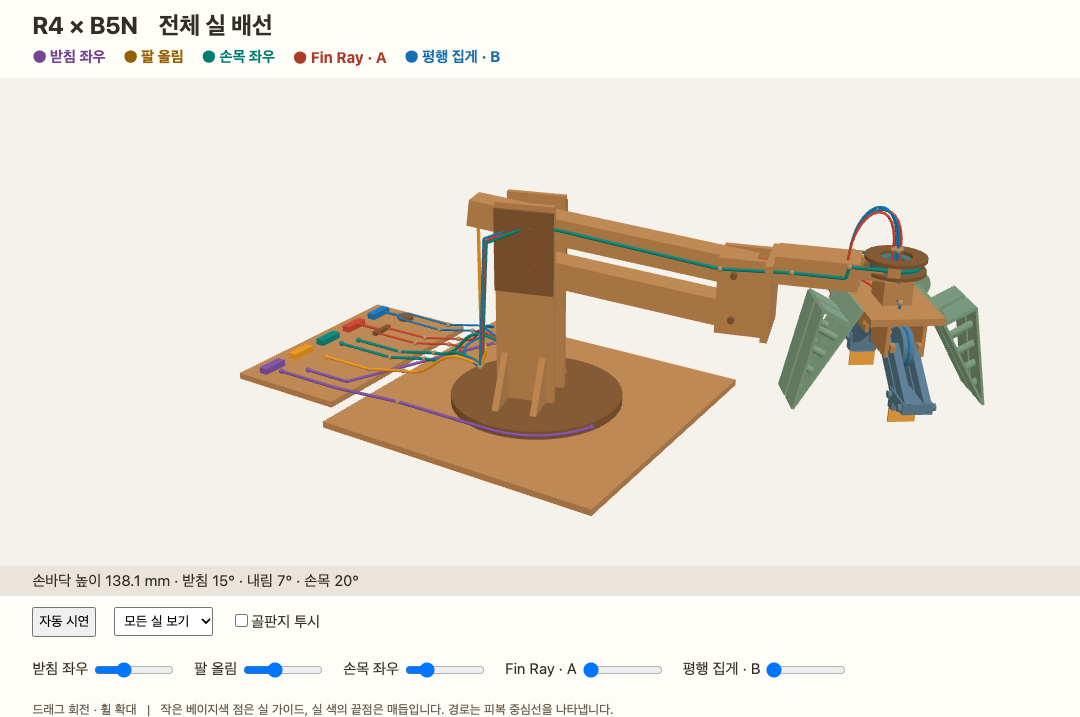 R4 × B5N 전체 실 배선
받침 좌우 팔 올림 손목 좌우 Fin Ray · A 평행 집게 · B
손바닥 높이 138.1 mm · 받침 15° · 내림 7° · 손목 20°
자동 시연 모든 실 보기 골판지 투시
받침 좌우 팔 올림 손목 좌우 Fin Ray · A 평행 집게 · B
드래그 회전 · 휠 확대 | 작은 베이지색 점은 실 가이드, 실 색의 끝점은 매듭입니다. 경로는 피복 중심선을 나타냅니다.